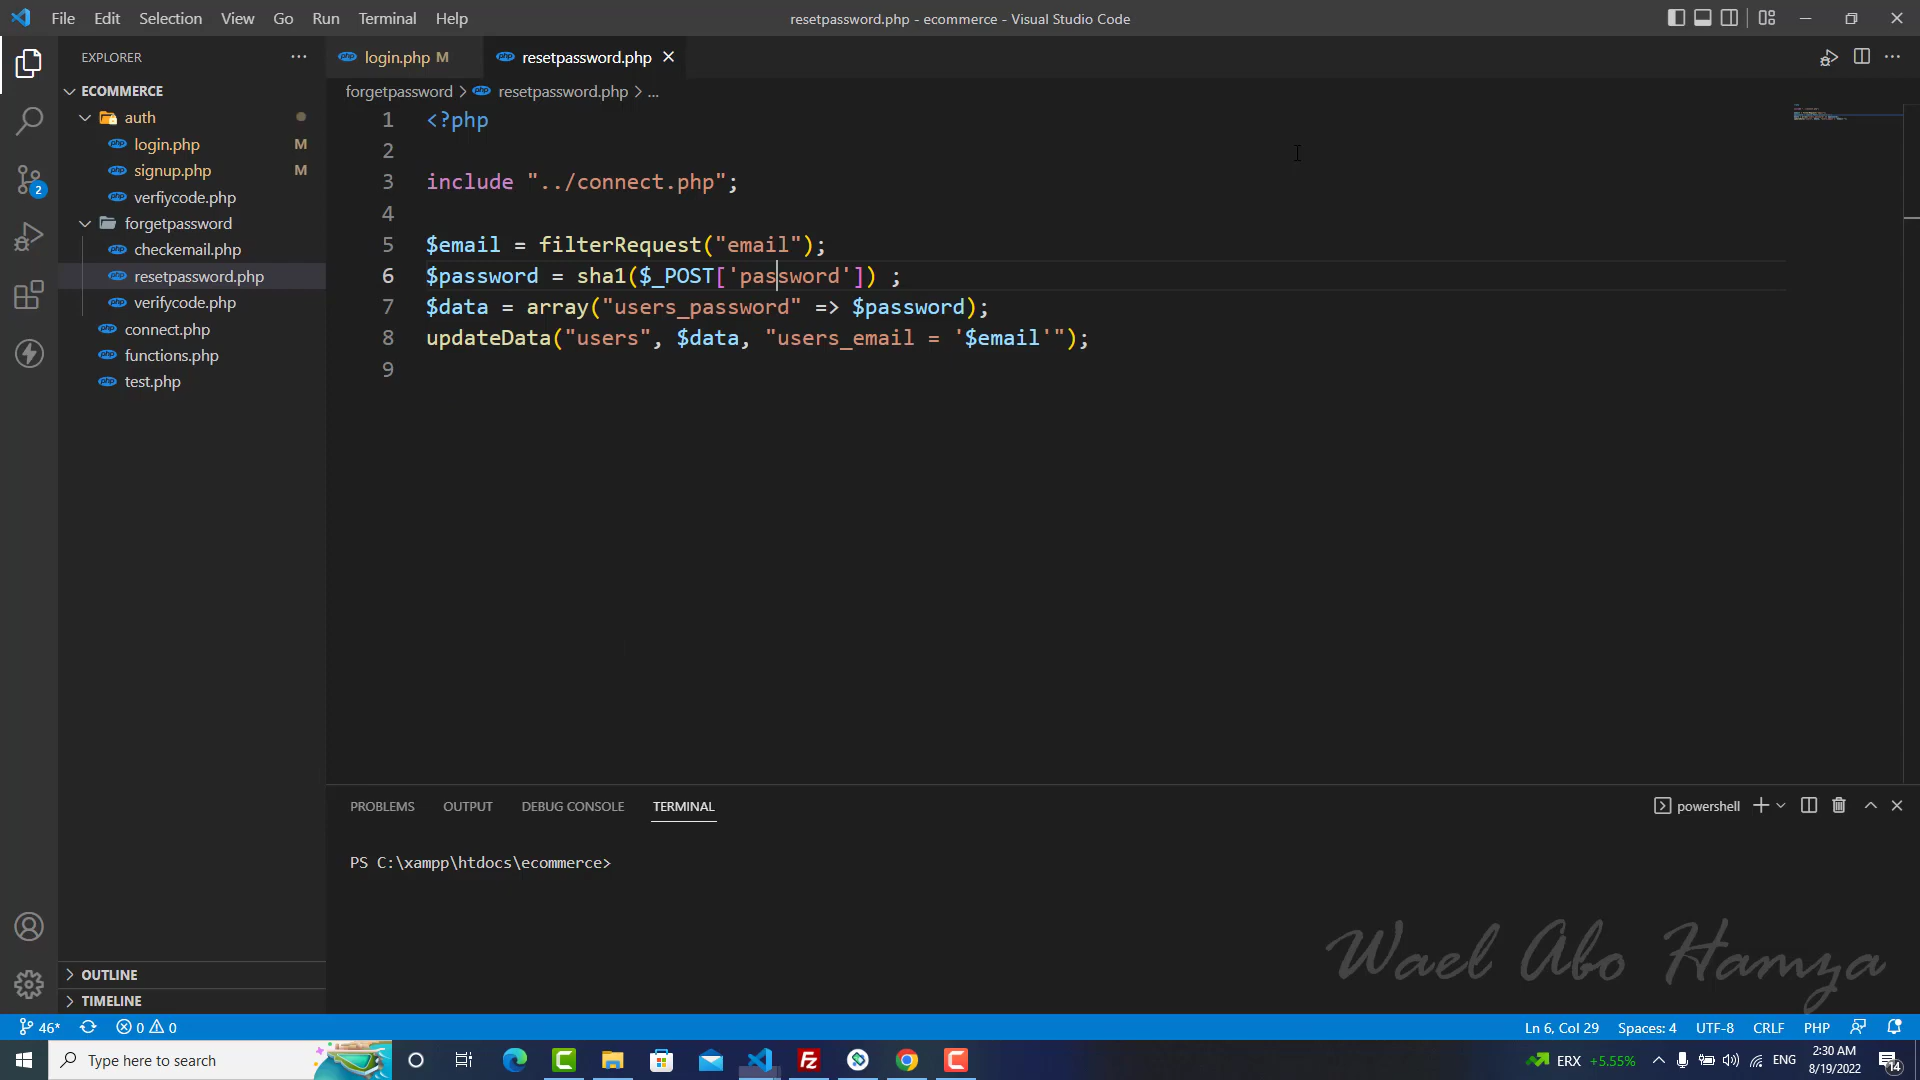 File Edit Selection View Go Run Terminal Help
resetpassword.php - ecommerce - Visual Studio Code
EXPLORER
login.php M
resetpassword.php
forgetpassword > resetpassword.php > ...
ECOMMERCE
auth
login.php M
signup.php M
verfiycode.php
forgetpassword
checkemail.php
resetpassword.php
verifycode.php
connect.php
functions.php
test.php
1 <?php
2
3 include "../connect.php";
4
5 $email = filterRequest("email");
6 $password = sha1($_POST['password']) ;
7 $data = array("users_password" => $password);
8 updateData("users", $data, "users_email = '$email'");
9
2
PROBLEMS OUTPUT DEBUG CONSOLE TERMINAL
powershell
PS C:\xampp\htdocs\ecommerce>
Wael Abo Hamza
OUTLINE
TIMELINE
46* 0 0
Ln 6, Col 29 Spaces: 4 UTF-8 CRLF PHP
Type here to search
ERX +5.55%
ENG
2:30 AM
8/19/2022
14